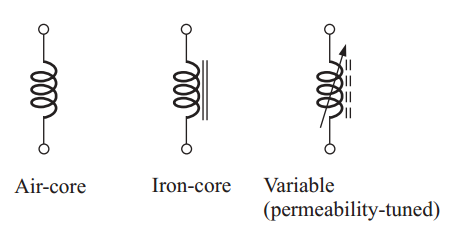 Air-core
Iron-core
Variable
(permeability-tuned)